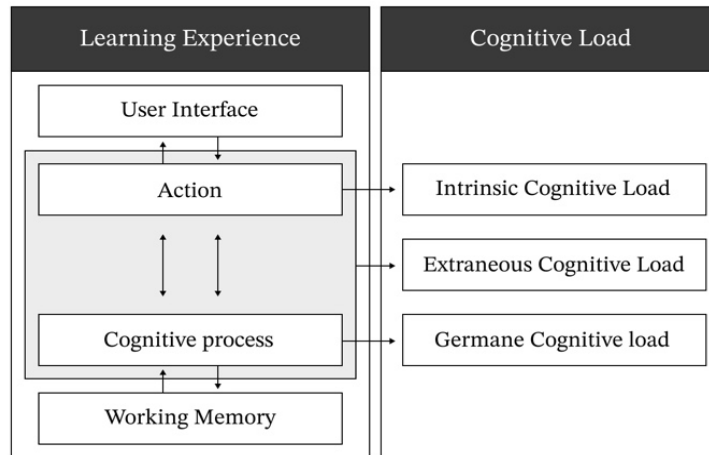 Learning Experience
Cognitive Load
User Interface
Action
Intrinsic Cognitive Load
Extraneous Cognitive Load
Cognitive process
Germane Cognitive load
Working Memory